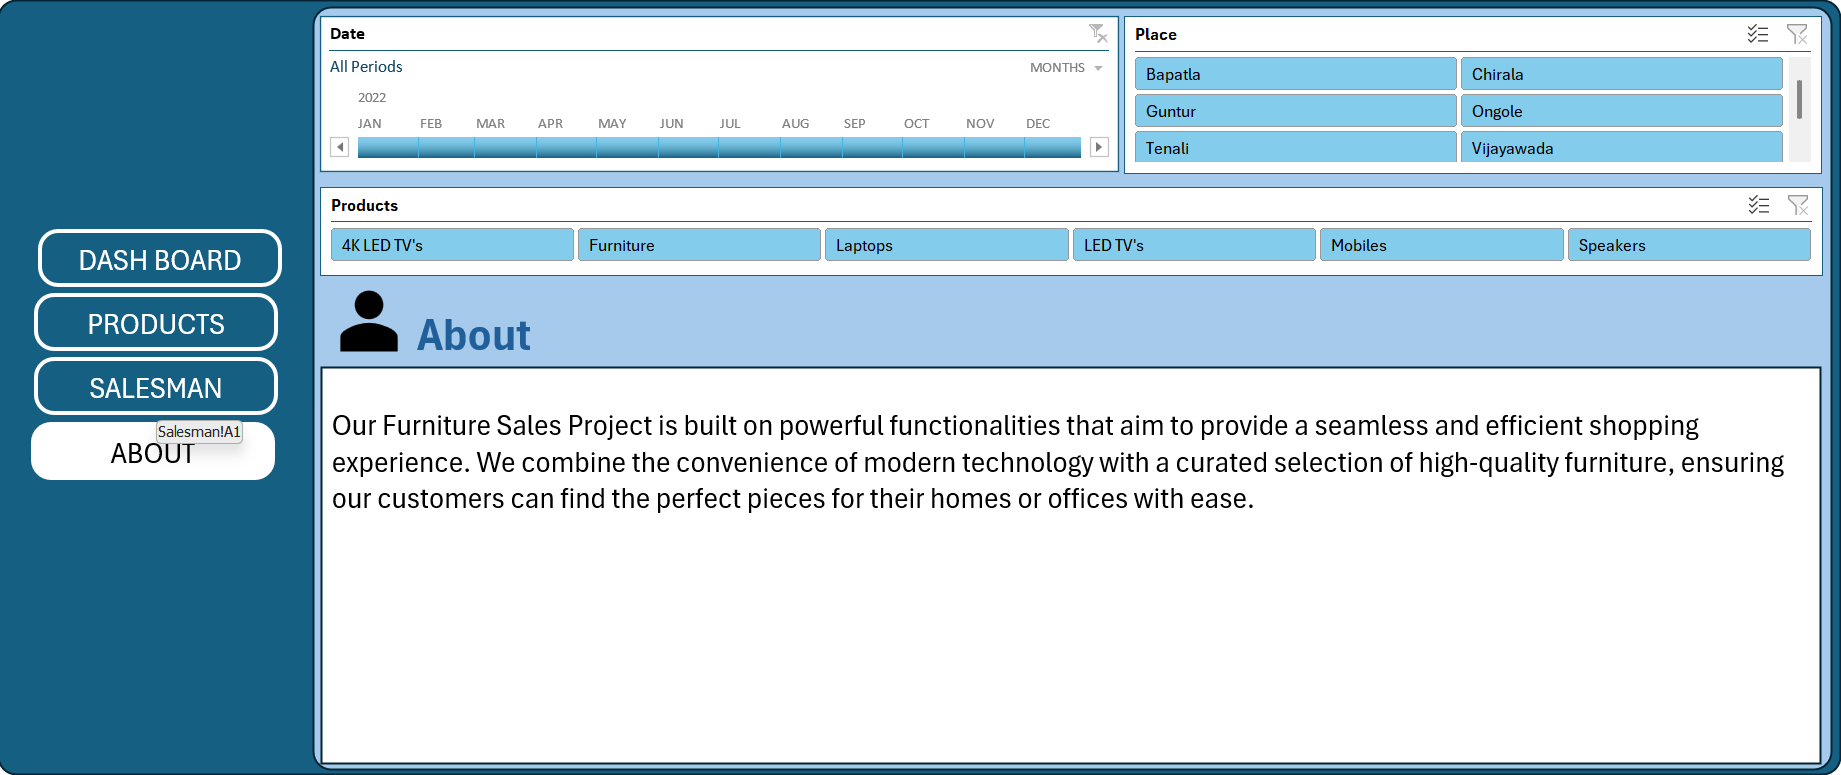 Date
All Periods
MONTHS
2022
JAN FEB MAR APR MAY JUN JUL AUG SEP OCT NOV DEC
Place
Bapatla Chirala
Guntur Ongole
Tenali Vijayawada
Products
4K LED TV's Furniture Laptops LED TV's Mobiles Speakers
DASH BOARD
PRODUCTS
SALESMAN
Salesman!A1
ABOUT
About
Our Furniture Sales Project is built on powerful functionalities that aim to provide a seamless and efficient shopping
experience. We combine the convenience of modern technology with a curated selection of high-quality furniture, ensuring
our customers can find the perfect pieces for their homes or offices with ease.